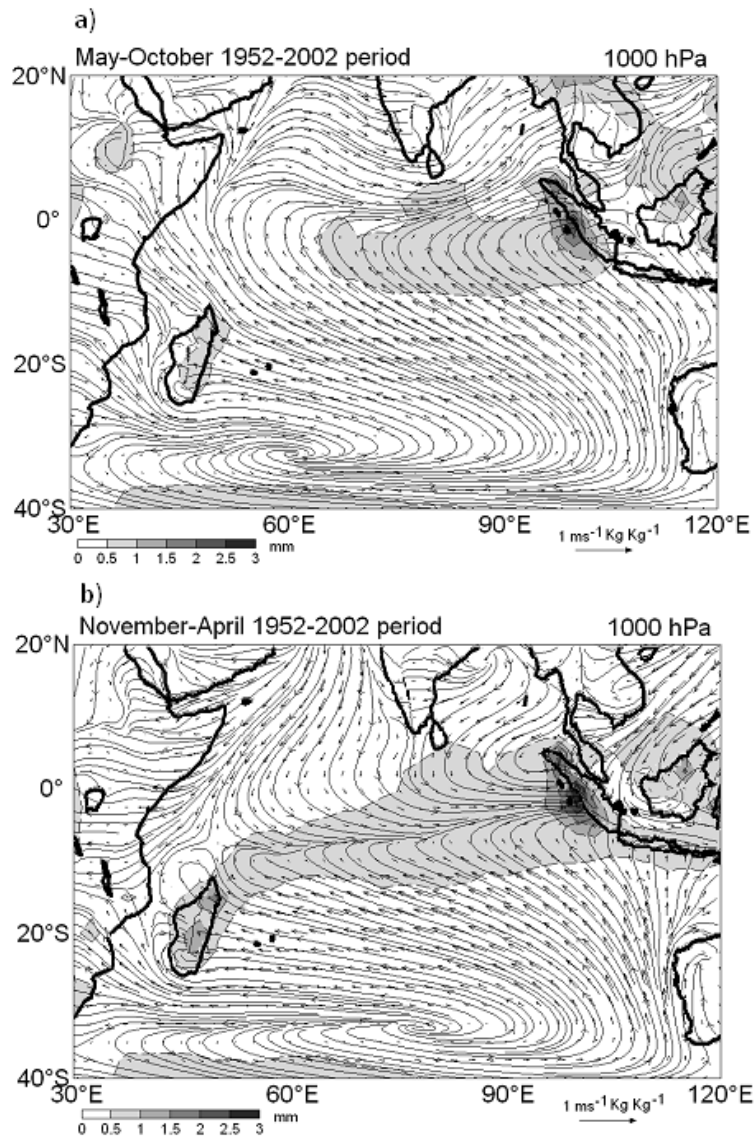 a)
May-October 1952-2002 period 1000 hPa
20°N
0°
20°S
40°S
30°E 60°E 90°E 120°E
0 0.5 1 1.5 2 2.5 3 mm
1 ms⁻¹ Kg Kg⁻¹
b)
November-April 1952-2002 period 1000 hPa
20°N
0°
20°S
40°S
30°E 60°E 90°E 120°E
0 0.5 1 1.5 2 2.5 3 mm
1 ms⁻¹ Kg Kg⁻¹